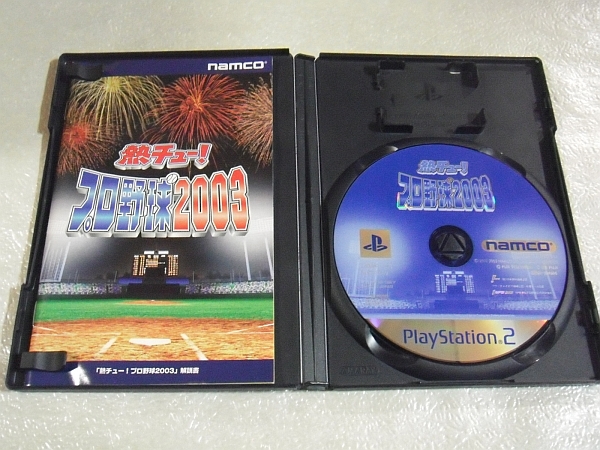 namco
熱チュー!
プロ野球2003
「熱チュー!プロ野球2003」解説書
熱チュー!
プロ野球2003
namco
PlayStation 2